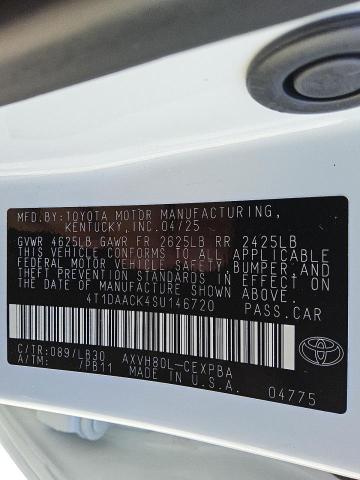 MFD.BY:TOYOTA MOTOR MANUFACTURING,
KENTUCKY,INC.04/25
GVWR 4625LB GAWR FR 2625LB RR 2425LB
THIS VEHICLE CONFORMS TO ALL APPLICABLE
FEDERAL MOTOR VEHICLE SAFETY,BUMPER,AND
THEFT PREVENTION STANDARDS IN EFFECT ON
THE DATE OF MANUFACTURE SHOWN ABOVE.
4T1DAACK4SU146720 PASS.CAR
C/TR:089/LB30 AXVH80L-CEXPBA
A/TM: /PB11 MADE IN U.S.A.
04775